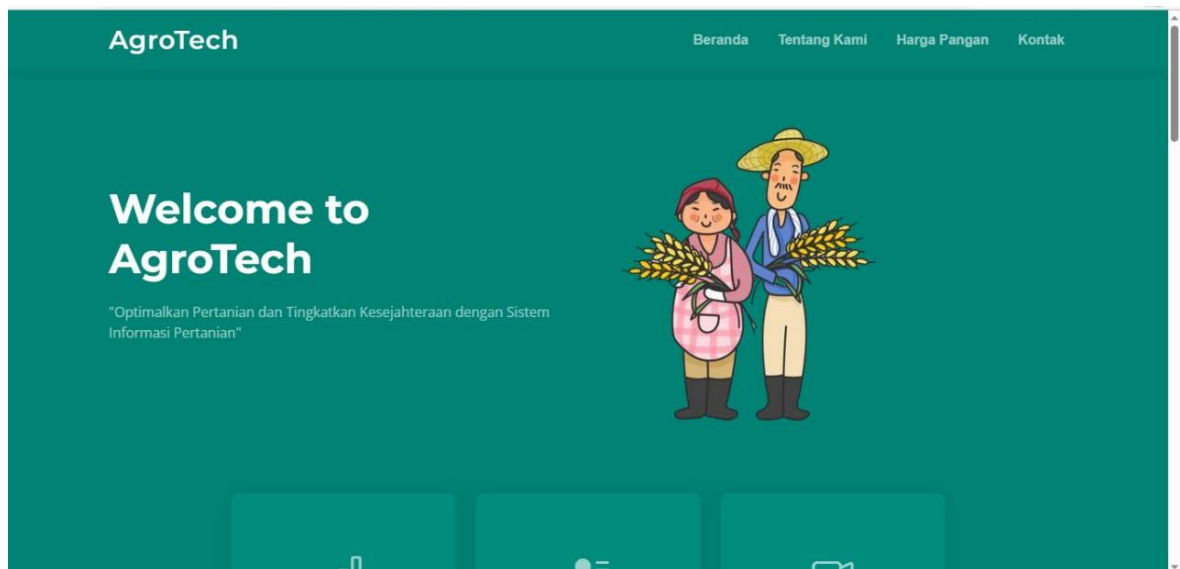 AgroTech
Beranda
Tentang Kami
Harga Pangan
Kontak
Welcome to
AgroTech
"Optimalkan Pertanian dan Tingkatkan Kesejahteraan dengan Sistem
Informasi Pertanian"